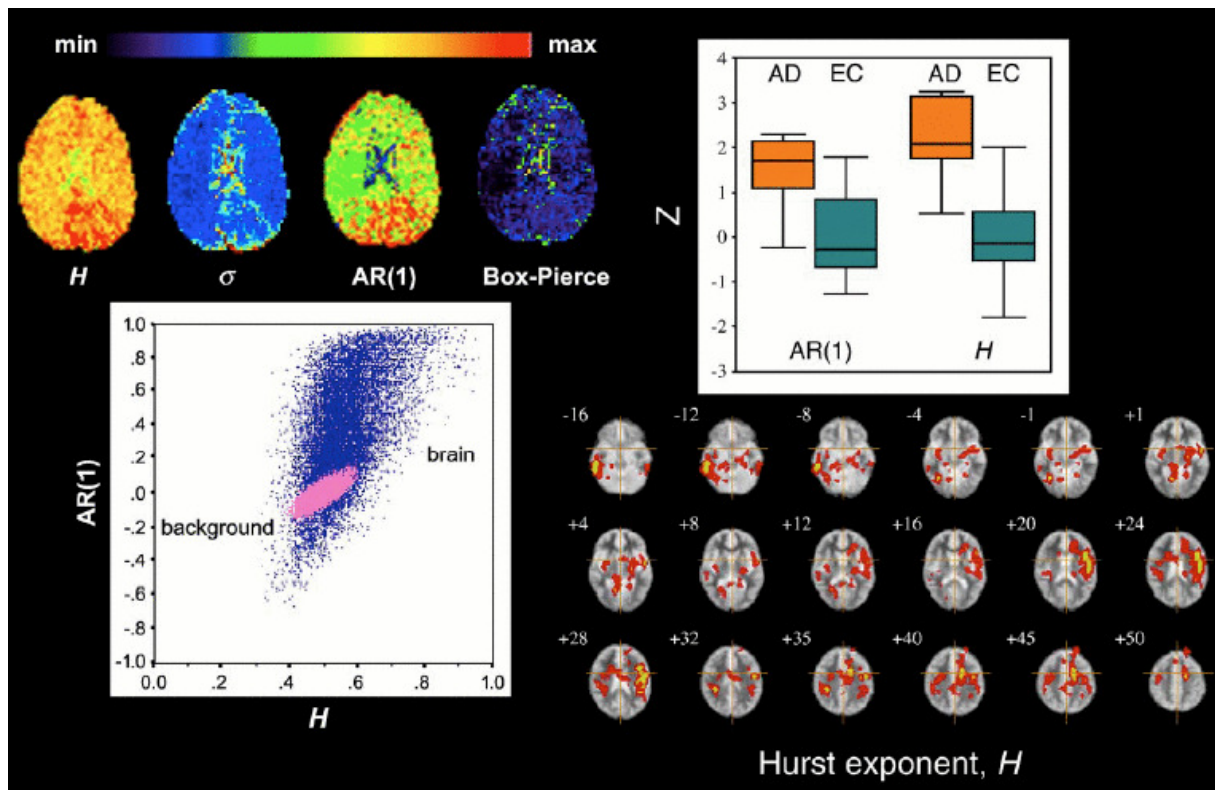 min max
H σ AR(1) Box-Pierce
4
AD EC AD EC
3
2
1
Z
0
-1
-2
AR(1) H
-3
1.0
.8
.6
.4
.2
AR(1)
.0
-.2
-.4
-.6
-.8
-1.0
brain
background
0.0 .2 .4 .6 .8 1.0
H
-16 -12 -8 -4 -1 +1
+4 +8 +12 +16 +20 +24
+28 +32 +35 +40 +45 +50
Hurst exponent, H